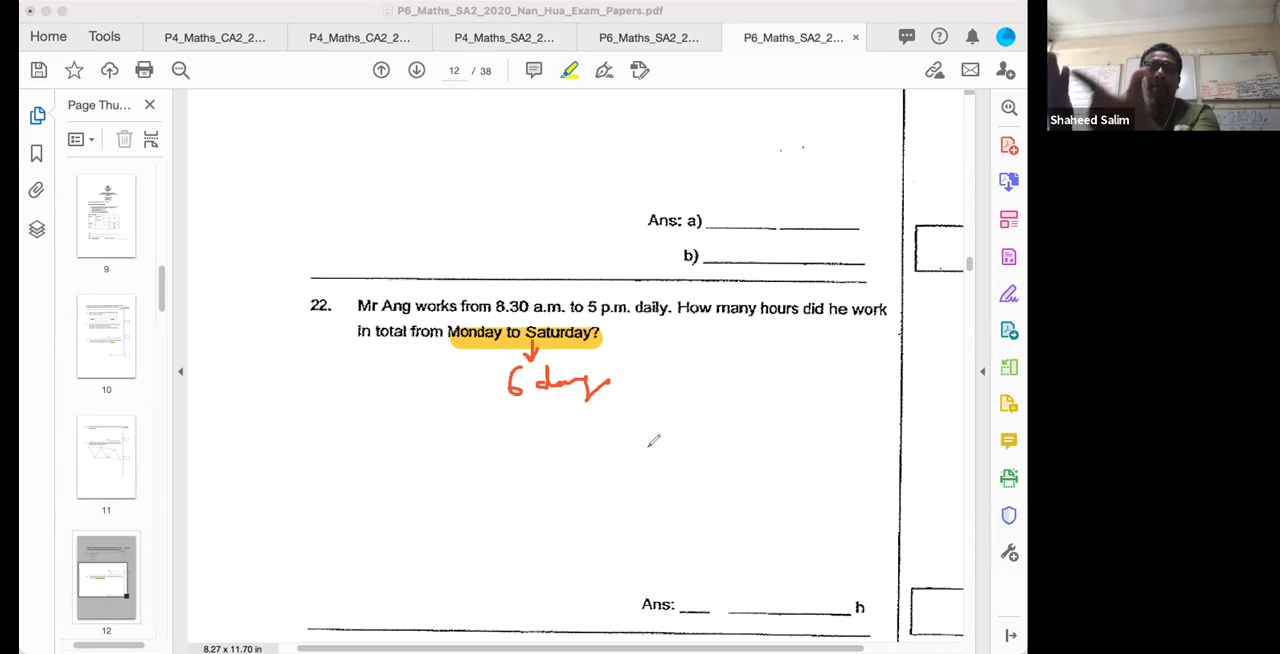 P6_Maths_SA2_2020_Nan_Hua_Exam_Papers.pdf
Home Tools P4_Maths_CA2_2... P4_Maths_CA2_2... P4_Maths_SA2_2... P6_Maths_SA2_2... P6_Maths_SA2_2... ×
12 / 38
Page Thu...
9
10
11
12
Ans: a)
b)
22. Mr Ang works from 8.30 a.m. to 5 p.m. daily. How many hours did he work
in total from Monday to Saturday?
6 days
Ans: h
8.27 x 11.70 in
Shaheed Salim